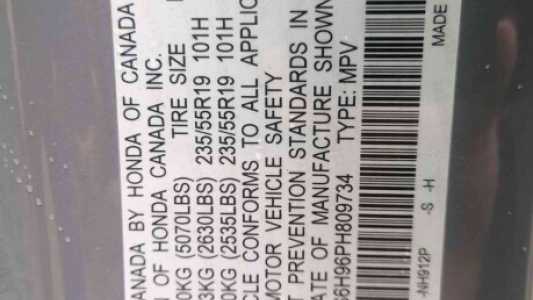 ANADA BY HONDA OF CANADA
N OF HONDA CANADA INC.
0KG (5070LBS) TIRE SIZE
3KG (2630LBS) 235/55R19 101H
0KG (2535LBS) 235/55R19 101H
CLE CONFORMS TO ALL APPLIC
MOTOR VEHICLE SAFETY
T PREVENTION STANDARDS IN
ATE OF MANUFACTURE SHOWN
6H96PH809734 TYPE: MPV
NH912P MADE
-S -H